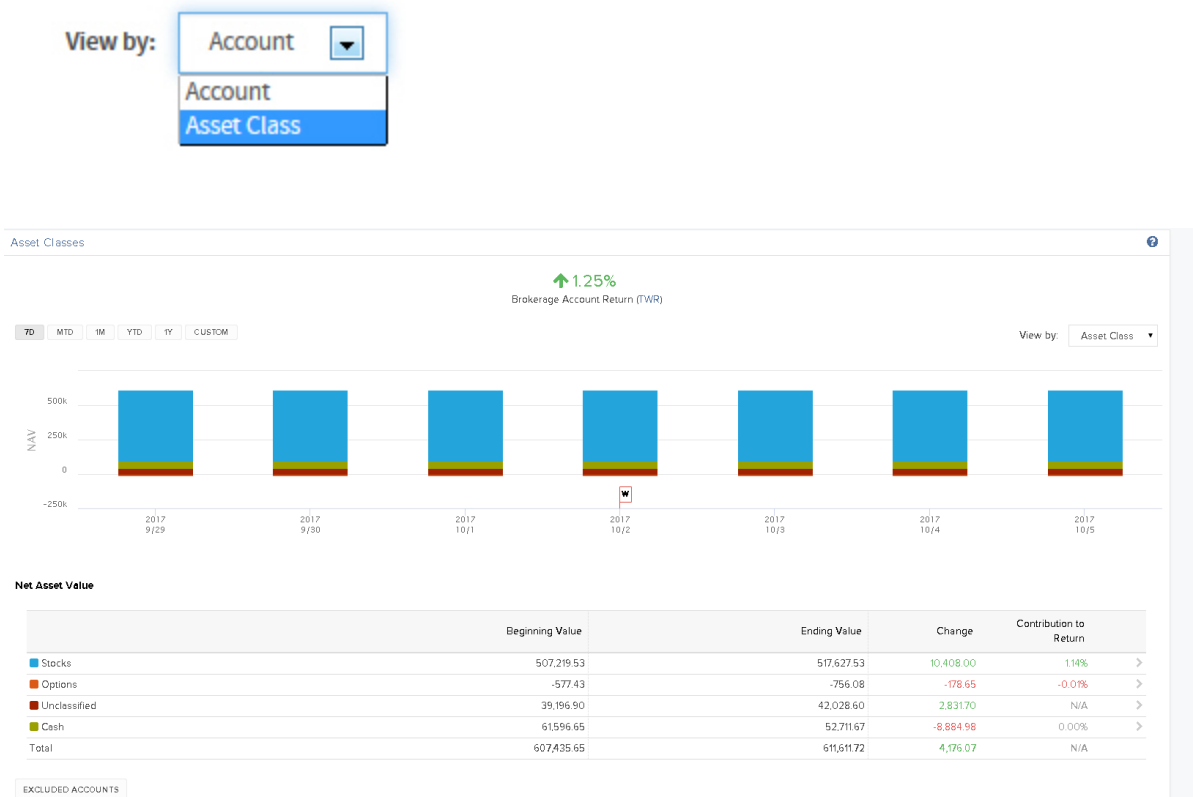 View by: Account
Account
Asset Class
Asset Classes
1.25%
Brokerage Account Return (TWR)
7D MTD 1M YTD 1Y CUSTOM
View by: Asset Class
500k
250k
0
-250k
NAV
W
2017 2017 2017 2017 2017 2017 2017
9/29 9/30 10/1 10/2 10/3 10/4 10/5
Net Asset Value
Beginning Value Ending Value Change Contribution to Return
Stocks 507,219.53 517,627.53 10,408.00 1.14%
Options -577.43 -756.08 -178.65 -0.01%
Unclassified 39,196.90 42,028.60 2,831.70 N/A
Cash 61,596.65 52,711.67 -8,884.98 0.00%
Total 607,435.65 611,611.72 4,176.07 N/A
EXCLUDED ACCOUNTS